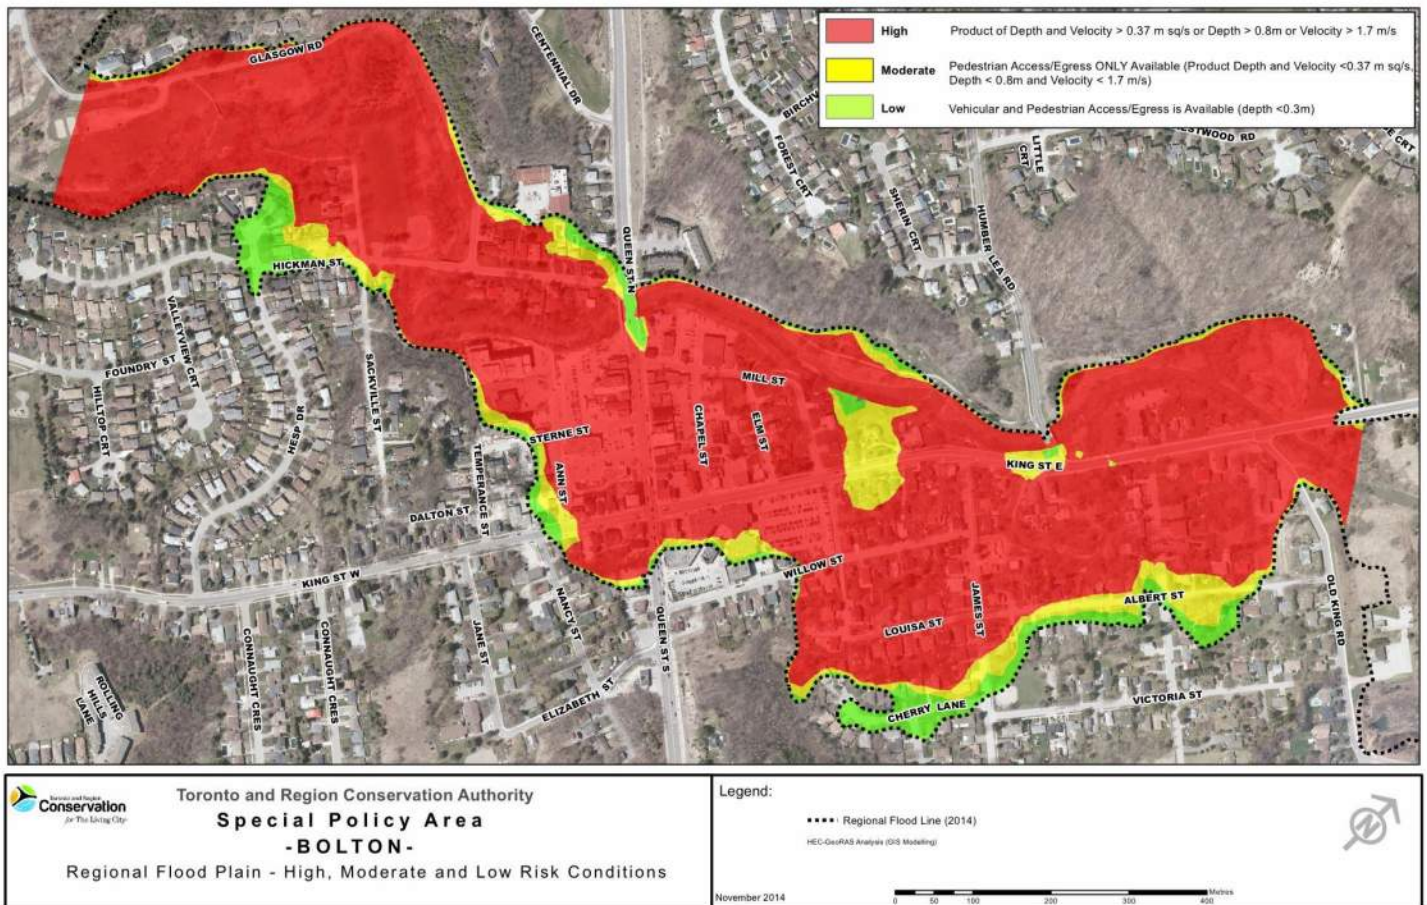 High Product of Depth and Velocity > 0.37 m sq/s or Depth > 0.8m or Velocity > 1.7 m/s
Moderate Pedestrian Access/Egress ONLY Available (Product Depth and Velocity <0.37 m sq/s,
Depth < 0.8m and Velocity < 1.7 m/s)
Low Vehicular and Pedestrian Access/Egress is Available (depth <0.3m)
GLASGOW RD
CENTENNIAL DR
FOREST CRT
SHERIN CRT
LITTLE
CRT
HUMBER LEA RD
CRT
QUEEN ST N
HICKMAN ST
VALLEYVIEW CRT
FOUNDRY ST
HILLTOP CRT
HESP DR
SACKVILLE ST
MILL ST
CHAPEL ST
ELM ST
STERNE ST
ANN ST
TEMPERANCE ST
DALTON ST
KING ST E
KING ST W
WILLOW ST
JAMES ST
ALBERT ST
LOUISA ST
OLD KING RD
NANCY ST
JANE ST
QUEEN ST S
CONNAUGHT CRES
CONNAUGHT CRES
ROLLING
HILLS
LANE
ELIZABETH ST
CHERRY LANE
VICTORIA ST
Toronto and Region
Conservation
for The Living City
Toronto and Region Conservation Authority
Special Policy Area
-BOLTON-
Regional Flood Plain - High, Moderate and Low Risk Conditions
Legend:
Regional Flood Line (2014)
HEC-GeoRAS Analysis (GIS Modelling)
N
November 2014
Metres
0 50 100 200 300 400